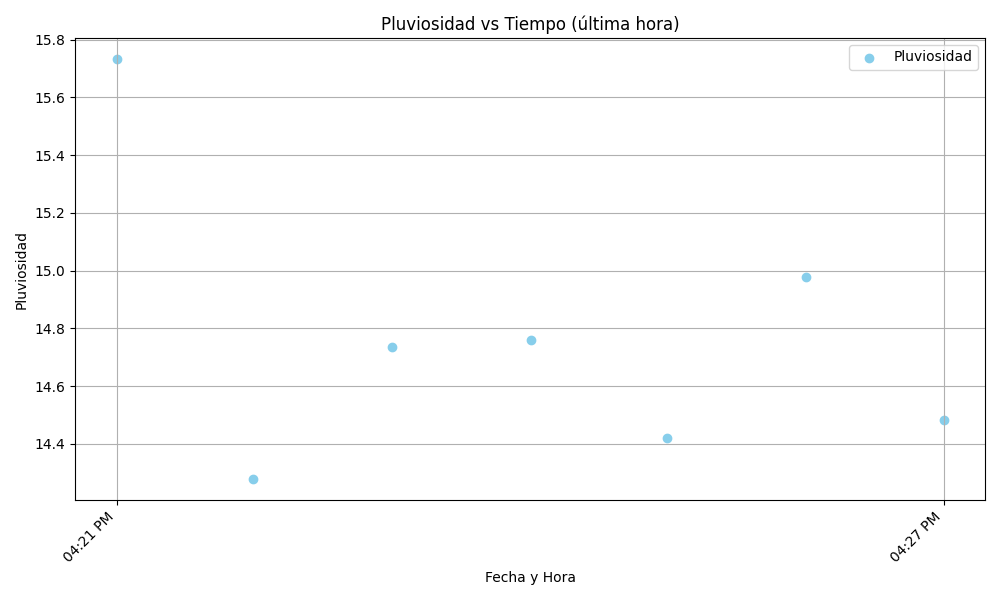 Pluviosidad vs Tiempo (última hora)
Pluviosidad
15.8
15.6
15.4
15.2
15.0
14.8
14.6
14.4
Pluviosidad
04:21 PM
04:27 PM
Fecha y Hora